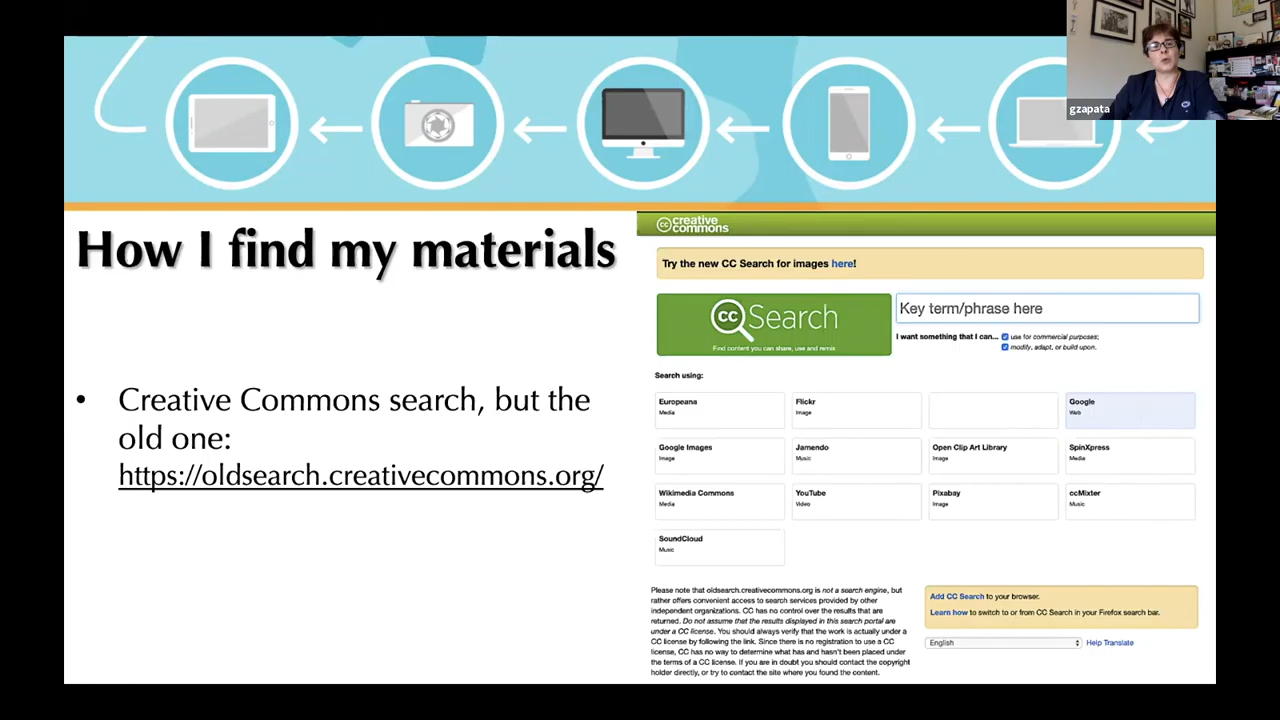 gzapata
How I find my materials
• Creative Commons search, but the
old one:
https://oldsearch.creativecommons.org/
cc creative
commons
Try the new CC Search for images here!
cc Search
Find content you can share, use and remix
Key term/phrase here
I want something that I can... use for commercial purposes;
modify, adapt, or build upon.
Search using:
Europeana
Media
Flickr
Image
Google
Web
Google Images
Image
Jamendo
Music
Open Clip Art Library
Image
SpinXpress
Media
Wikimedia Commons
Media
YouTube
Video
Pixabay
Image
ccMixter
Music
SoundCloud
Music
Please note that oldsearch.creativecommons.org is not a search engine, but
rather offers convenient access to search services provided by other
independent organizations. CC has no control over the results that are
returned. Do not assume that the results displayed in this search portal are
under a CC license. You should always verify that the work is actually under a
CC license by following the link. Since there is no registration to use a CC
license, CC has no way to determine what has and hasn't been placed under
the terms of a CC license. If you are in doubt you should contact the copyright
holder directly, or try to contact the site where you found the content.
Add CC Search to your browser.
Learn how to switch to or from CC Search in your Firefox search bar.
English
Help Translate